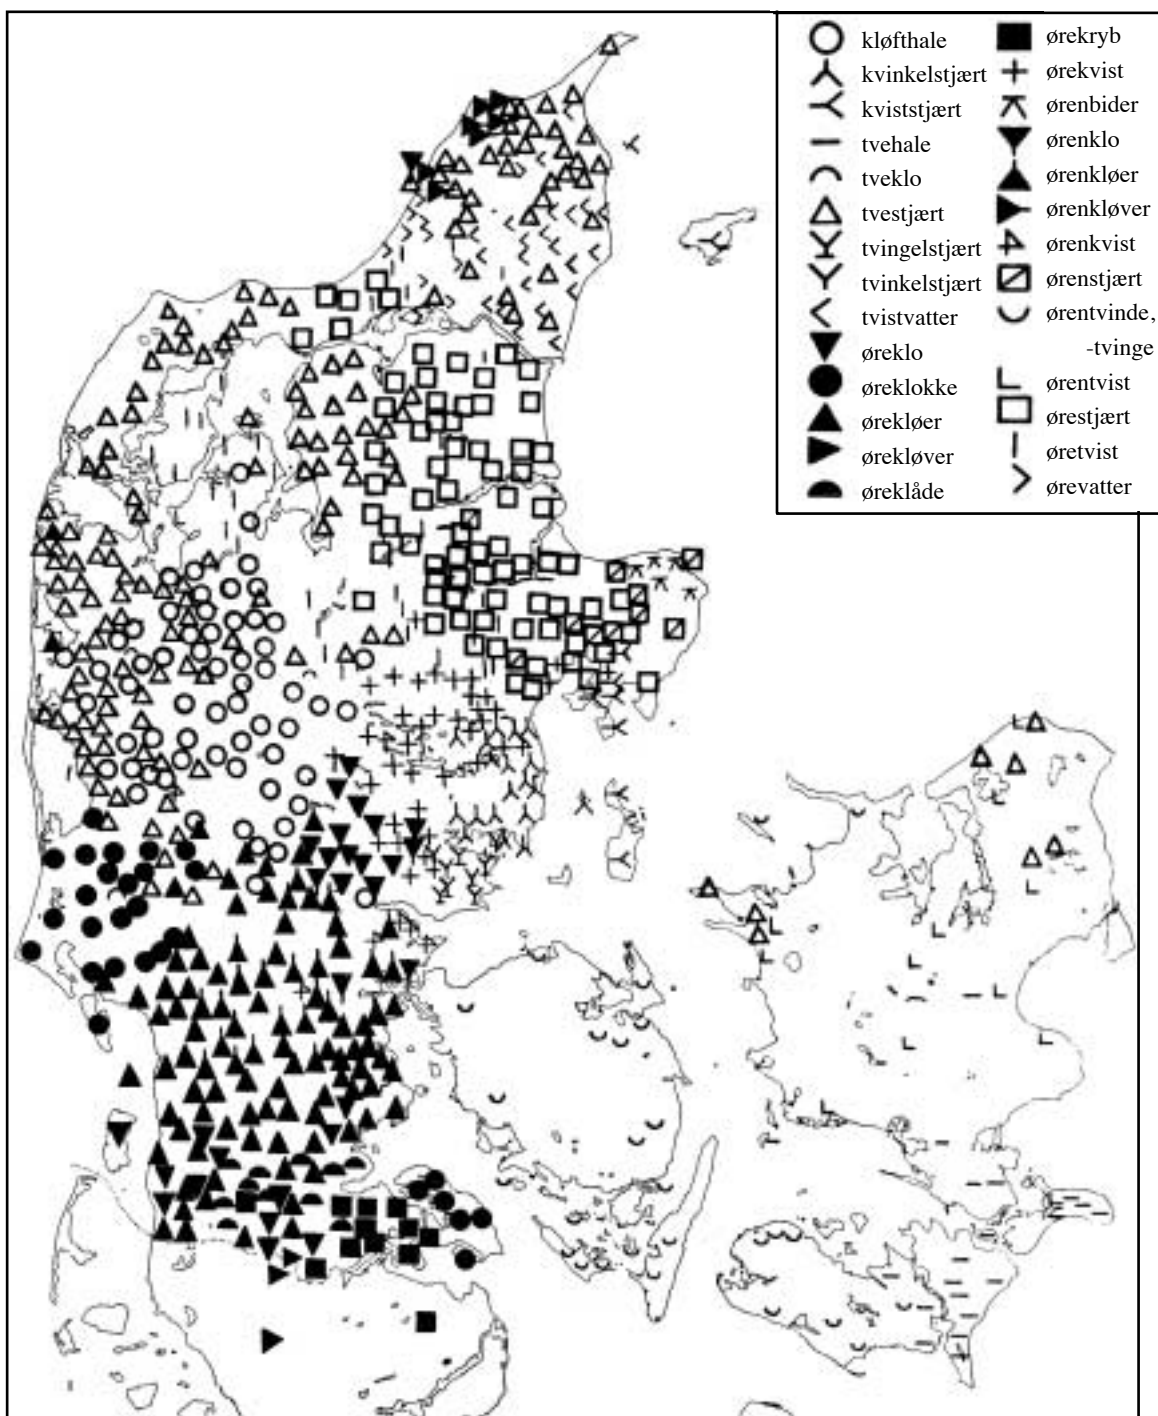 kløfthale
kvinkelstjært
kviststjært
tvehale
tveklo
tvestjært
tvingelstjært
tvinkelstjært
tvistvatter
øreklo
øreklokke
ørekløer
ørekløver
øreklåde
ørekryb
ørekvist
ørenbider
ørenklo
ørenkløer
ørenkløver
ørenkvist
ørenstjært
ørentvinde,
-tvinge
ørentvist
ørestjært
øretvist
ørevatter